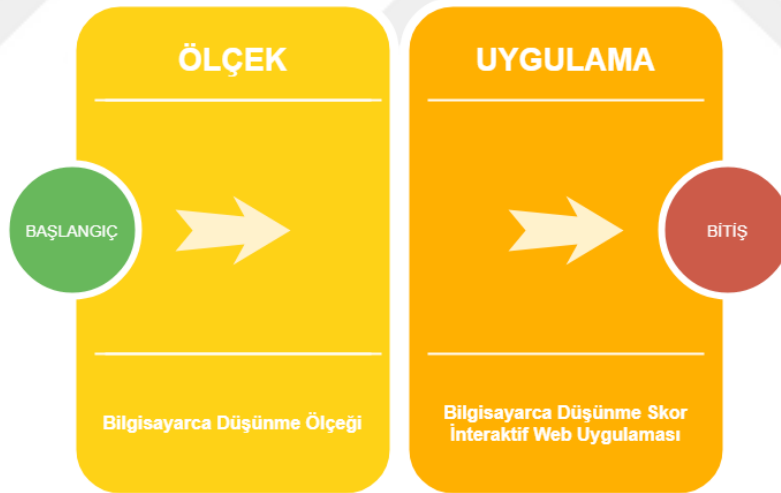 ÖLÇEK
UYGULAMA
BAŞLANGIÇ
BİTİŞ
Bilgisayarca Düşünme Ölçeği
Bilgisayarca Düşünme Skor
İnteraktif Web Uygulaması